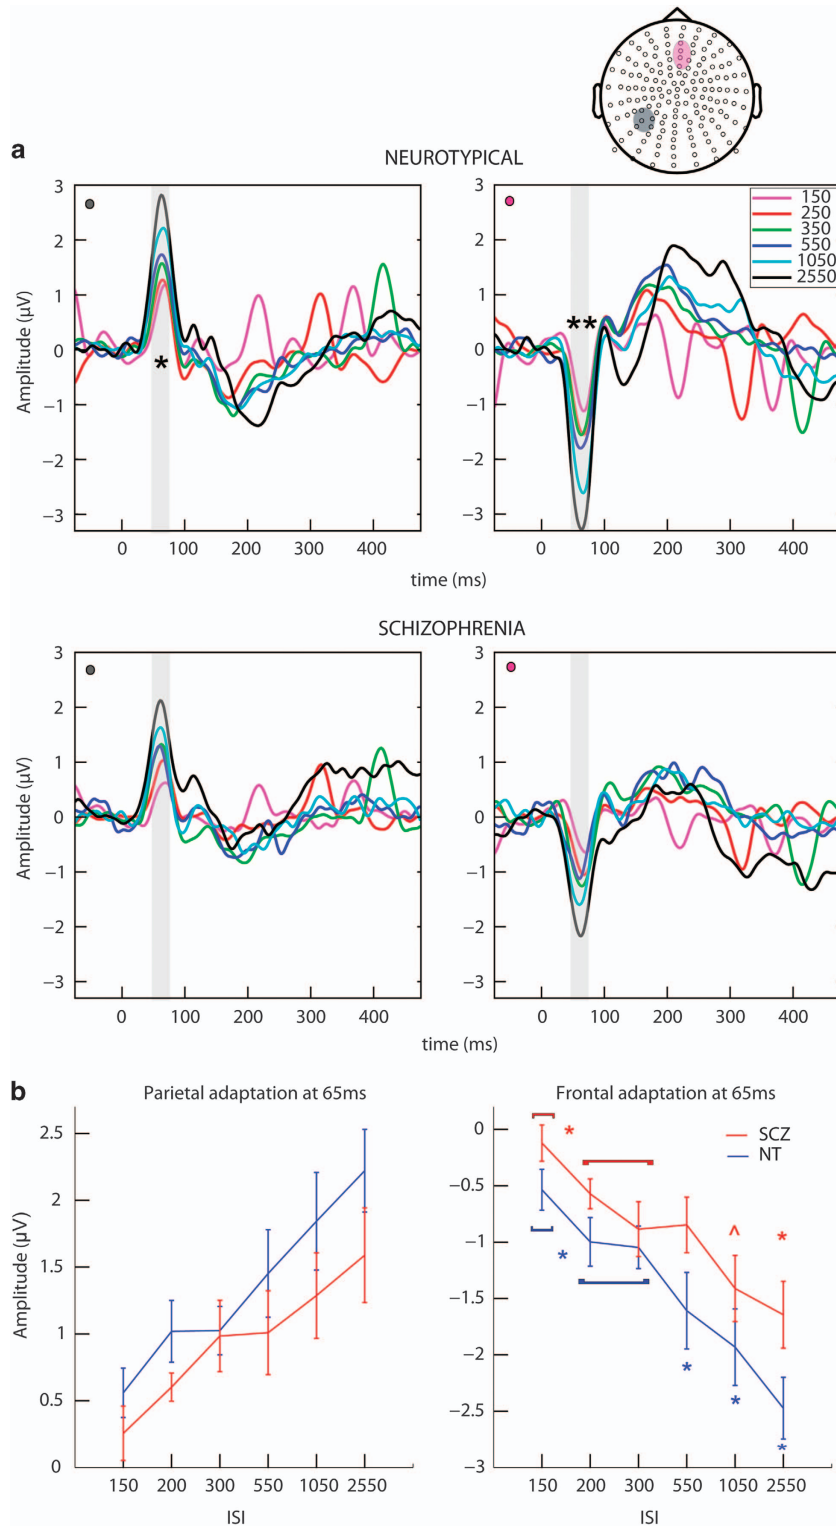 a
NEUROTYPICAL
3
2
1
0
−1
−2
−3
Amplitude (µV)
*
0 100 200 300 400
**
150
250
350
550
1050
2550
3
2
1
0
−1
−2
−3
0 100 200 300 400
time (ms)
time (ms)
SCHIZOPHRENIA
3
2
1
0
−1
−2
−3
Amplitude (µV)
0 100 200 300 400
3
2
1
0
−1
−2
−3
0 100 200 300 400
time (ms)
time (ms)
b
Parietal adaptation at 65ms
2.5
2
1.5
1
0.5
0
Amplitude (µV)
150 200 300 550 1050 2550
ISI
Frontal adaptation at 65ms
SCZ
NT
* ^ *
* * * *
0
−0.5
−1
−1.5
−2
−2.5
−3
150 200 300 550 1050 2550
ISI